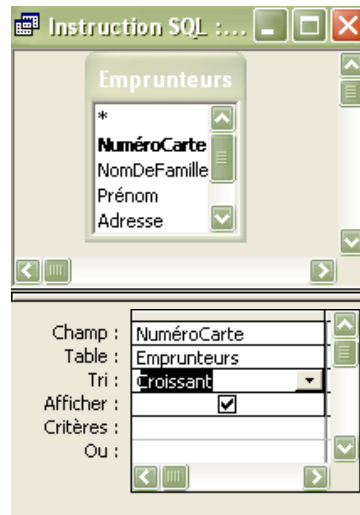 Instruction SQL :...
Emprunteurs
*
NuméroCarte
NomDeFamille
Prénom
Adresse
Champ : NuméroCarte
Table : Emprunteurs
Tri : Croissant
Afficher :
Critères :
Ou :